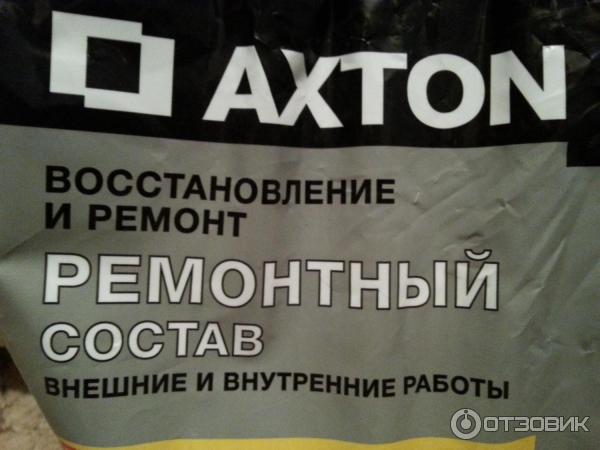 AXTON
ВОССТАНОВЛЕНИЕ
И РЕМОНТ
РЕМОНТНЫЙ
СОСТАВ
ВНЕШНИЕ И ВНУТРЕННИЕ РАБОТЫ
ОТЗОВИК